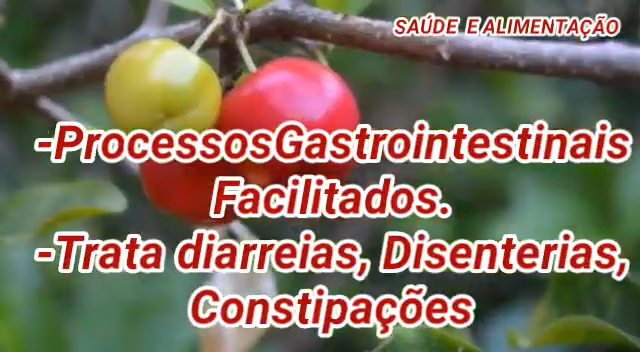 SAÚDE E ALIMENTAÇÃO
-ProcessosGastrointestinais
Facilitados.
-Trata diarreias, Disenterias,
Constipações